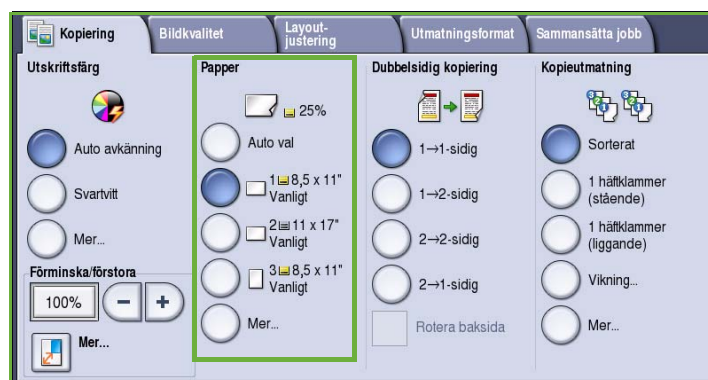 Kopiering
Bildkvalitet
Layout-
justering
Utmatningsformat
Sammansätta jobb
Utskriftsfärg
Auto avkänning
Svartvitt
Mer...
Förminska/förstora
100%
Mer...
Papper
25%
Auto val
1 8,5 x 11"
Vanligt
2 11 x 17"
Vanligt
3 8,5 x 11"
Vanligt
Mer...
Dubbelsidig kopiering
1→1-sidig
1→2-sidig
2→2-sidig
2→1-sidig
Rotera baksida
Kopieutmatning
Sorterat
1 häftklammer
(stående)
1 häftklammer
(liggande)
Vikning...
Mer...